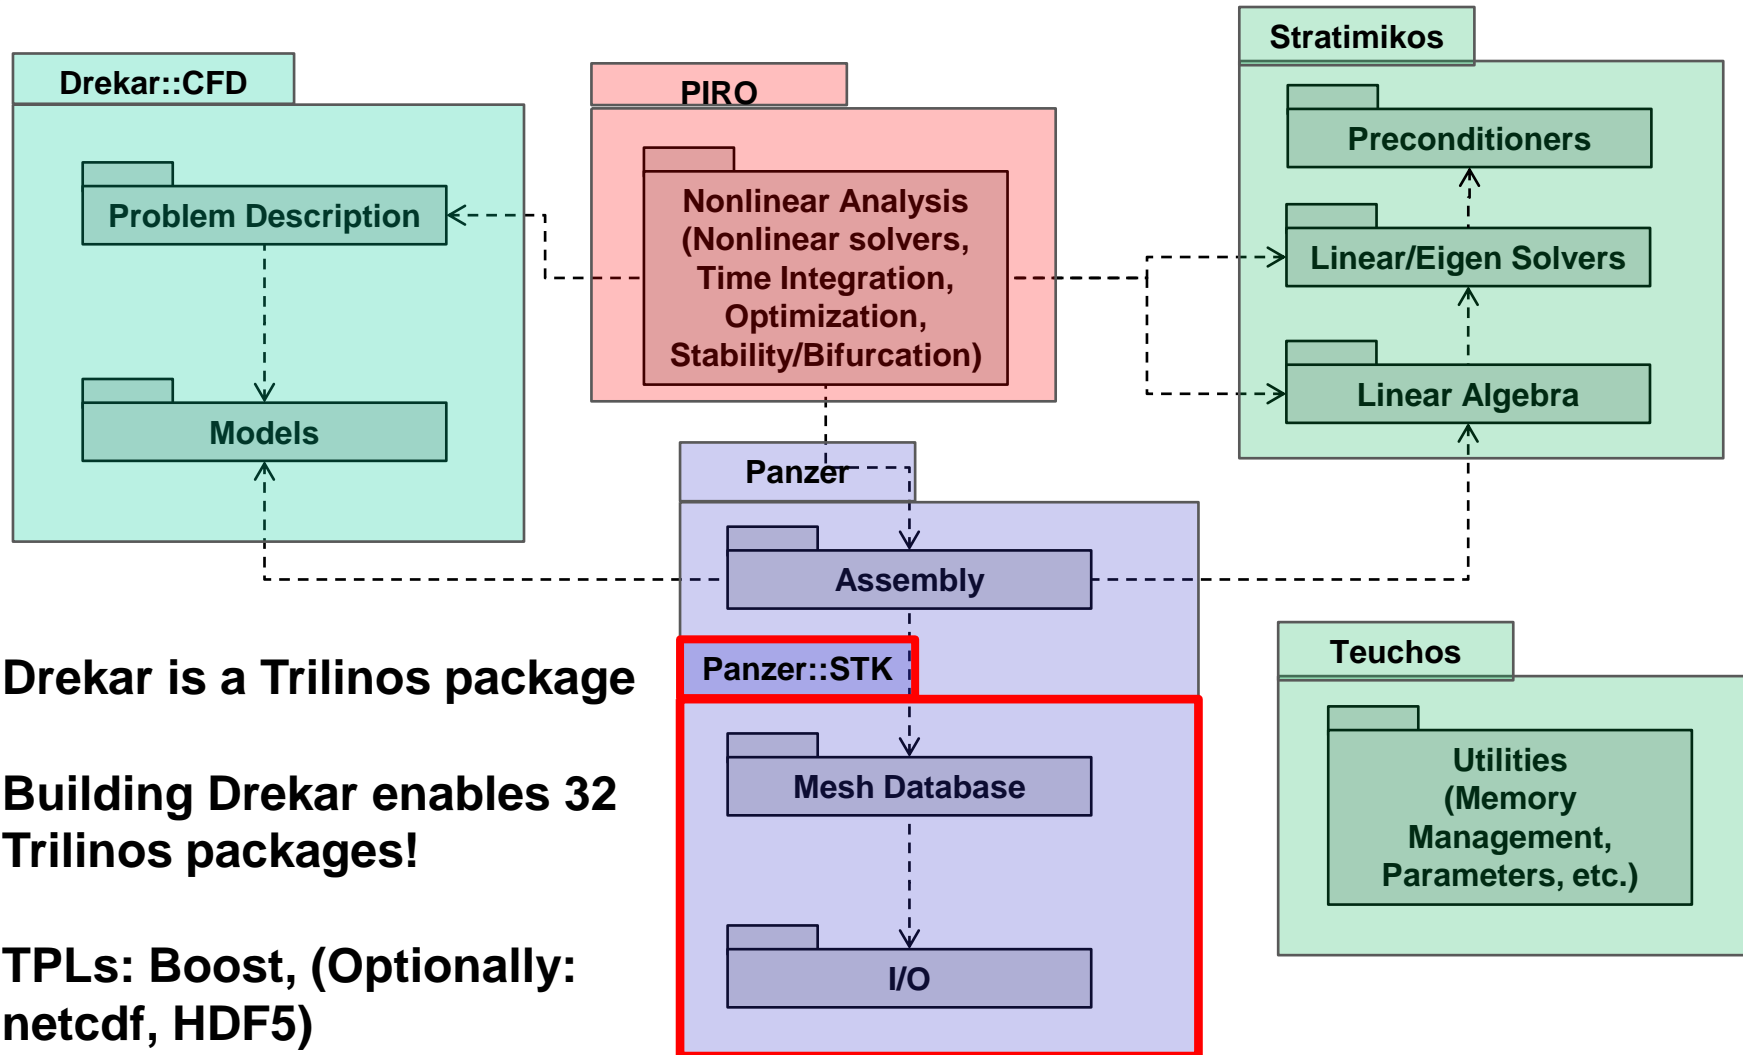 Drekar::CFD
Problem Description
Models
PIRO
Nonlinear Analysis
(Nonlinear solvers,
Time Integration,
Optimization,
Stability/Bifurcation)
Stratimikos
Preconditioners
Linear/Eigen Solvers
Linear Algebra
Panzer
Assembly
Panzer::STK
Mesh Database
I/O
Teuchos
Utilities
(Memory
Management,
Parameters, etc.)
Drekar is a Trilinos package
Building Drekar enables 32
Trilinos packages!
TPLs: Boost, (Optionally:
netcdf, HDF5)